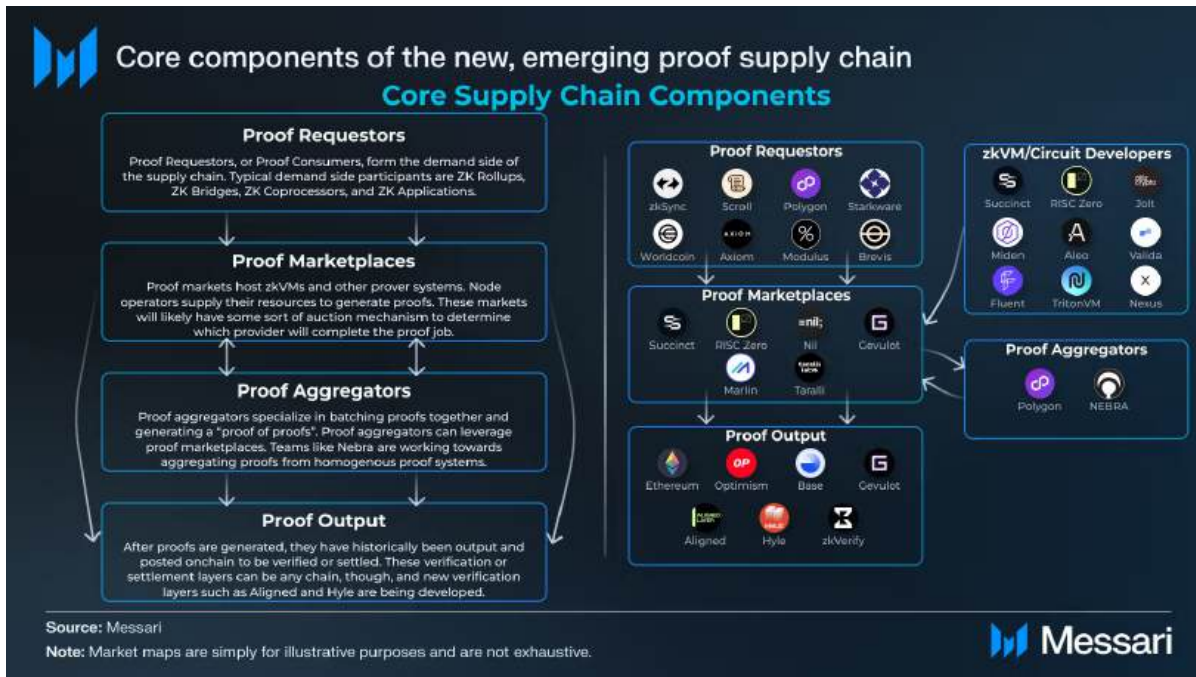 Core components of the new, emerging proof supply chain
Core Supply Chain Components
Proof Requestors
Proof Requestors, or Proof Consumers, form the demand side of
the supply chain. Typical demand side participants are ZK Rollups,
ZK Bridges, ZK Coprocessors, and ZK Applications.
Proof Marketplaces
Proof markets host zkVMs and other prover systems. Node
operators supply their resources to generate proofs. These markets
will likely have some sort of auction mechanism to determine
which provider will complete the proof job.
Proof Aggregators
Proof aggregators specialize in batching proofs together and
generating a "proof of proofs". Proof aggregators can leverage
proof marketplaces. Teams like Nebra are working towards
aggregating proofs from homogenous proof systems.
Proof Output
After proofs are generated, they have historically been output and
posted onchain to be verified or settled. These verification or
settlement layers can be any chain, though, and new verification
layers such as Aligned and Hyle are being developed.
Proof Requestors
zkSync Scroll Polygon Starkware
AXIOM
Worldcoin Axiom Modulus Brevis
Proof Marketplaces
=nil;
Succinct RISC Zero Nil Gevulot
Marlin Taralli
Proof Output
OP
Ethereum Optimism Base Gevulot
ALIGNED
LAYER
HYLE
Aligned Hyle zkVerify
zkVM/Circuit Developers
Succinct RISC Zero Jolt
Miden Aleo Valida
Fluent TritonVM Nexus
Proof Aggregators
Polygon NEBRA
Source: Messari
Note: Market maps are simply for illustrative purposes and are not exhaustive.
Messari